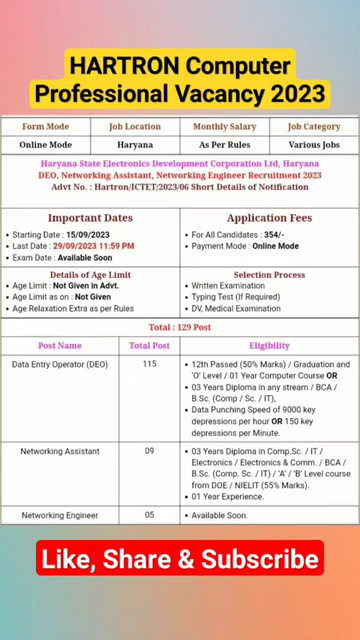 HARTRON Computer
Professional Vacancy 2023
Form Mode Job Location Monthly Salary Job Category
Online Mode Haryana As Per Rules Various Jobs
Haryana State Electronics Development Corporation Ltd, Haryana
DEO, Networking Assistant, Networking Engineer Recruitment 2023
Advt No. : Hartron/ICTET/2023/06 Short Details of Notification
Important Dates
• Starting Date : 15/09/2023
• Last Date : 29/09/2023 11:59 PM
• Exam Date : Available Soon
Application Fees
• For All Candidates : 354/-
• Payment Mode : Online Mode
Details of Age Limit
• Age Limit : Not Given in Advt.
• Age Limit as on : Not Given
• Age Relaxation Extra as per Rules
Selection Process
• Written Examination
• Typing Test (If Required)
• DV, Medical Examination
Total : 129 Post
Post Name Total Post Eligibility
Data Entry Operator (DEO) 115
• 12th Passed (50% Marks) / Graduation and
'O' Level / 01 Year Computer Course OR
• 03 Years Diploma in any stream / BCA /
B.Sc. (Comp / Sc. / IT),
• Data Punching Speed of 9000 key
depressions per hour OR 150 key
depressions per Minute.
Networking Assistant 09
• 03 Years Diploma in Comp.Sc. / IT /
Electronics / Electronics & Comm. / BCA /
B.Sc. (Comp. Sc. / IT) / 'A' / 'B' Level course
from DOE / NIELIT (55% Marks).
• 01 Year Experience.
Networking Engineer 05
• Available Soon.
Like, Share & Subscribe